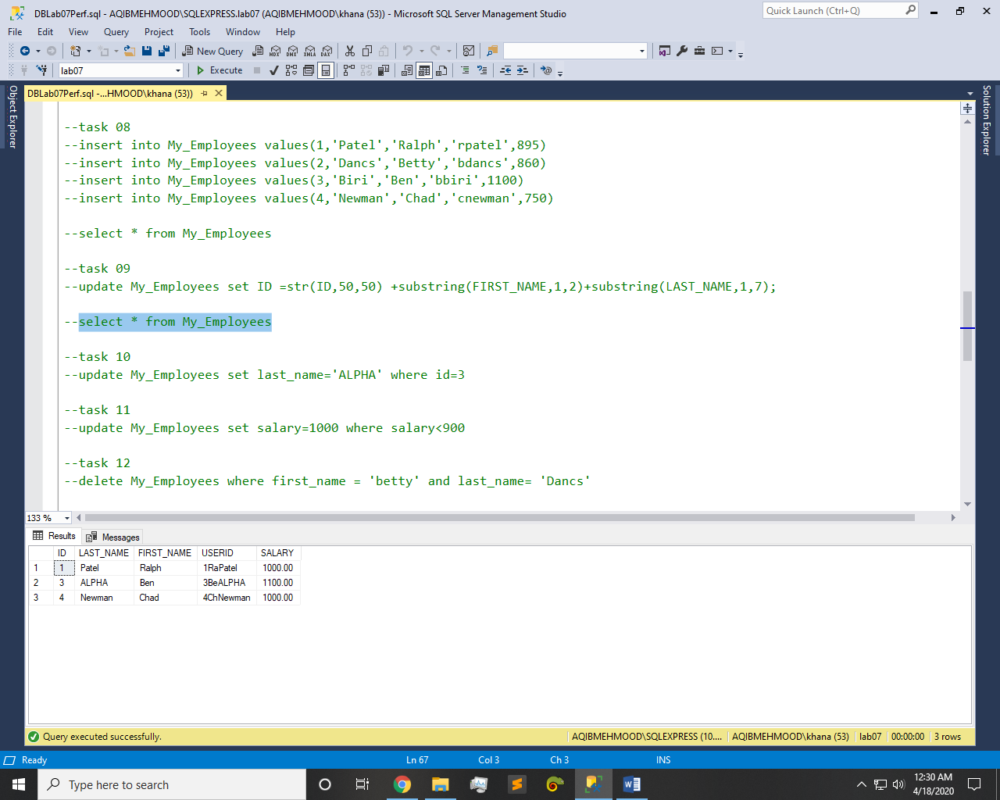 DBLab07Perf.sql - AQIBMEHMOOD\SQLEXPRESS.lab07 (AQIBMEHMOOD\khana (53)) - Microsoft SQL Server Management Studio
Quick Launch (Ctrl+Q)
File Edit View Query Project Tools Window Help
New Query MDX DMX XMLA DAX
lab07 Execute
Object Explorer
DBLab07Perf.sql -...HMOOD\khana (53))
Solution Explorer
--task 08
--insert into My_Employees values(1,'Patel','Ralph','rpatel',895)
--insert into My_Employees values(2,'Dancs','Betty','bdancs',860)
--insert into My_Employees values(3,'Biri','Ben','bbiri',1100)
--insert into My_Employees values(4,'Newman','Chad','cnewman',750)
--select * from My_Employees
--task 09
--update My_Employees set ID =str(ID,50,50) +substring(FIRST_NAME,1,2)+substring(LAST_NAME,1,7);
--select * from My_Employees
--task 10
--update My_Employees set last_name='ALPHA' where id=3
--task 11
--update My_Employees set salary=1000 where salary<900
--task 12
--delete My_Employees where first_name = 'betty' and last_name= 'Dancs'
133 %
Results Messages
ID LAST_NAME FIRST_NAME USERID SALARY
1 1 Patel Ralph 1RaPatel 1000.00
2 3 ALPHA Ben 3BeALPHA 1100.00
3 4 Newman Chad 4ChNewman 1000.00
Query executed successfully. AQIBMEHMOOD\SQLEXPRESS (10.... AQIBMEHMOOD\khana (53) lab07 00:00:00 3 rows
Ready Ln 67 Col 3 Ch 3 INS
Type here to search
12:30 AM
4/18/2020